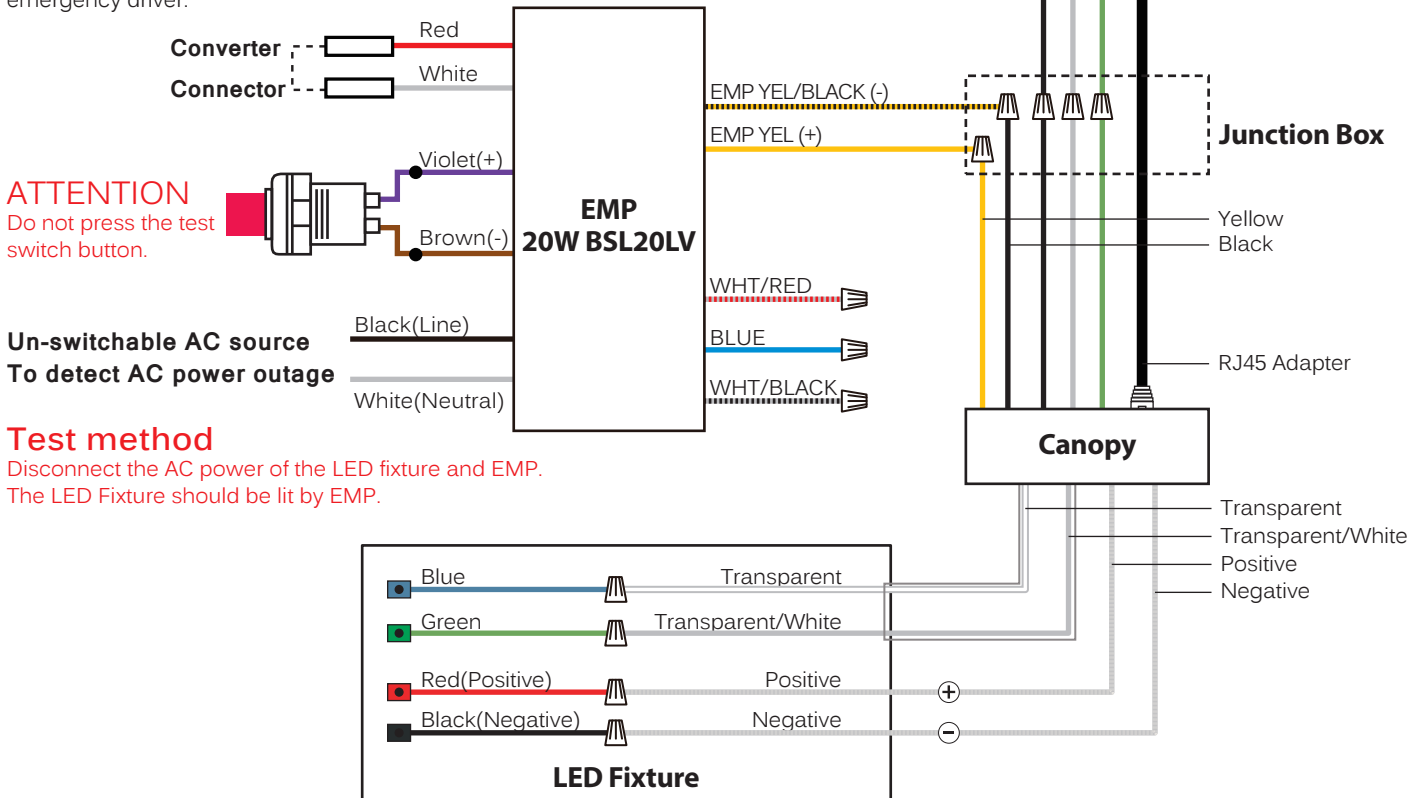 emergency driver.
Converter
Connector
Red
White
Violet(+)
Brown(-)
ATTENTION
Do not press the test
switch button.
Un-switchable AC source
To detect AC power outage
Black(Line)
White(Neutral)
Test method
Disconnect the AC power of the LED fixture and EMP.
The LED Fixture should be lit by EMP.
EMP
20W BSL20LV
EMP YEL/BLACK (-)
EMP YEL (+)
WHT/RED
BLUE
WHT/BLACK
Junction Box
Yellow
Black
RJ45 Adapter
Canopy
Transparent
Transparent/White
Positive
Negative
Blue
Transparent
Green
Transparent/White
Red(Positive)
Positive
Black(Negative)
Negative
LED Fixture